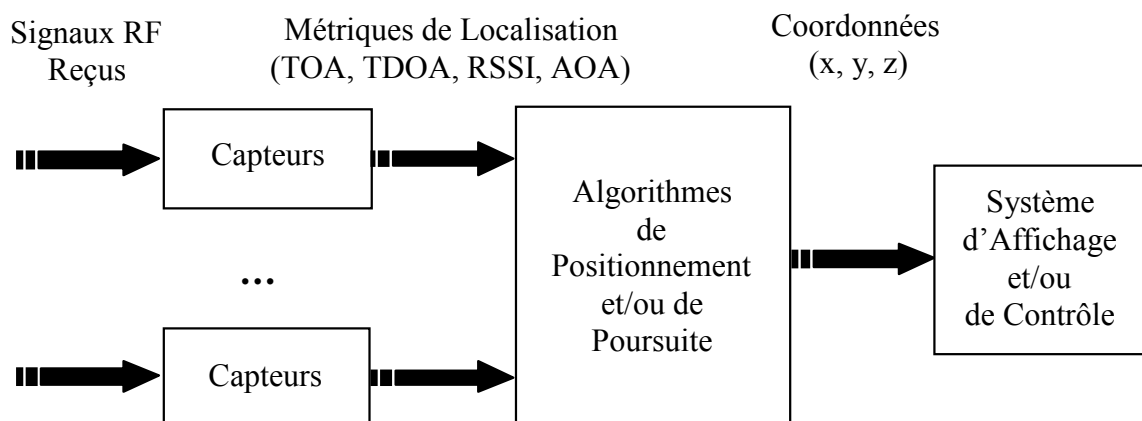 Signaux RF
Reçus
Métriques de Localisation
(TOA, TDOA, RSSI, AOA)
Coordonnées
(x, y, z)
Capteurs
...
Capteurs
Algorithmes
de
Positionnement
et/ou de
Poursuite
Système
d’Affichage
et/ou
de Contrôle